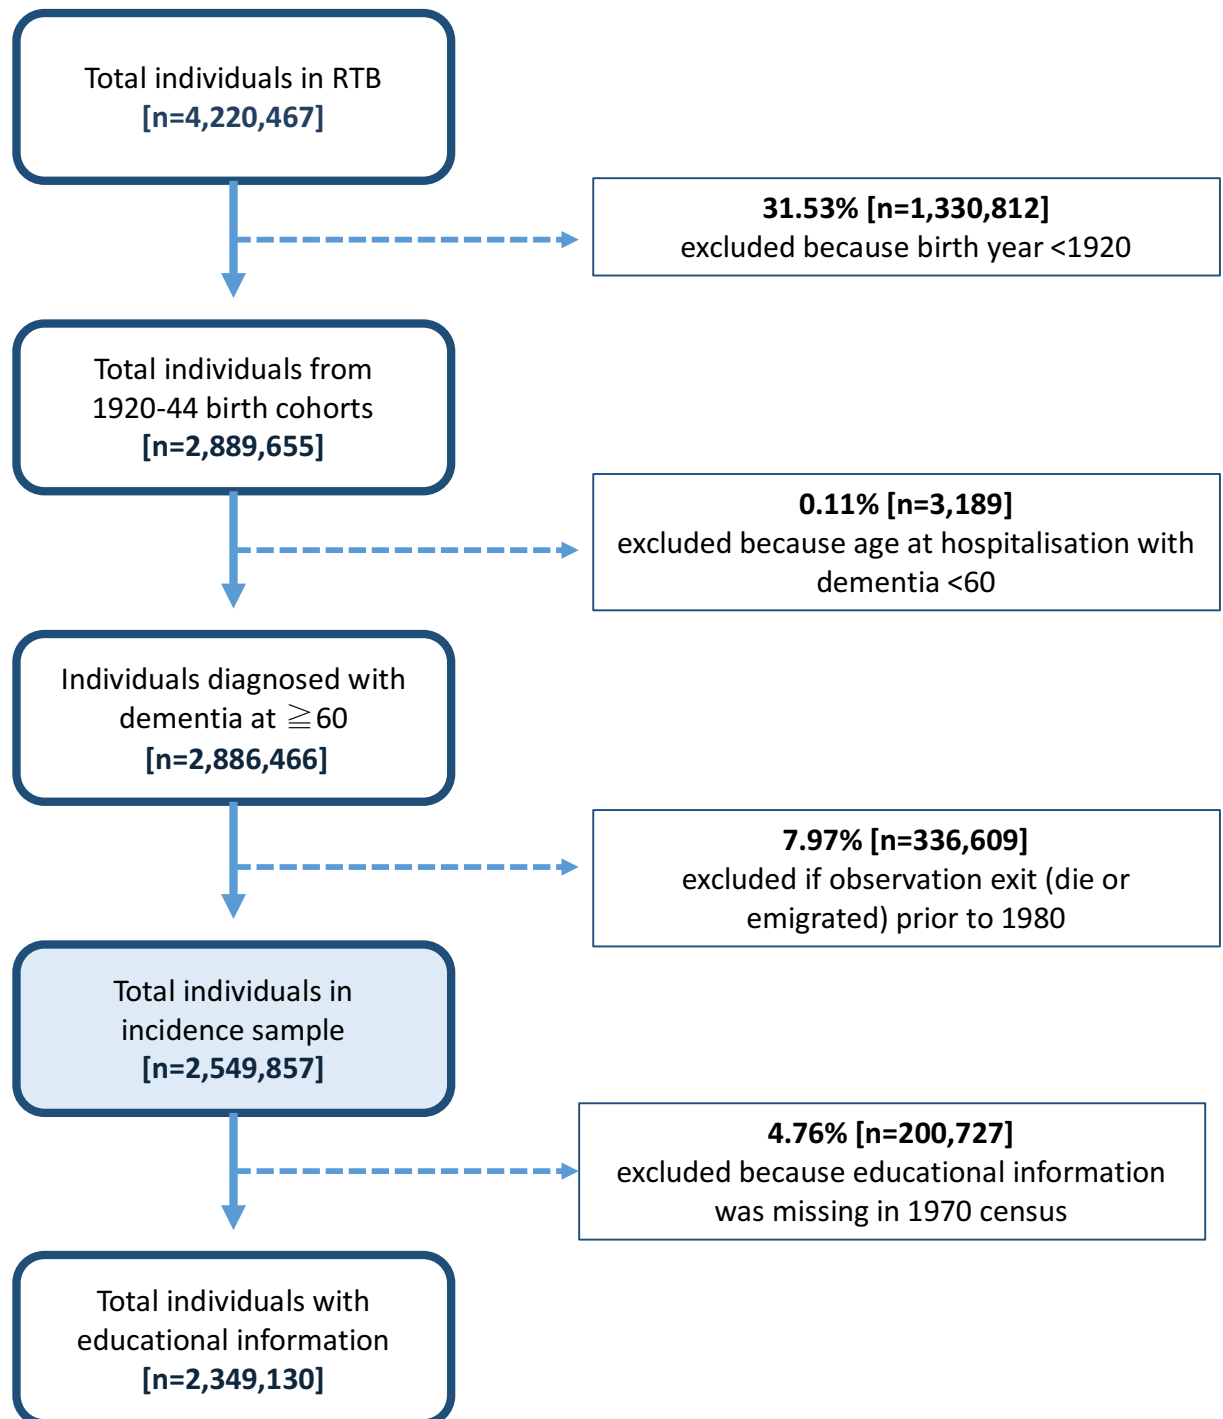 Total individuals in RTB
[n=4,220,467]
31.53% [n=1,330,812]
excluded because birth year <1920
Total individuals from
1920-44 birth cohorts
[n=2,889,655]
0.11% [n=3,189]
excluded because age at hospitalisation with
dementia <60
Individuals diagnosed with
dementia at ≧60
[n=2,886,466]
7.97% [n=336,609]
excluded if observation exit (die or
emigrated) prior to 1980
Total individuals in
incidence sample
[n=2,549,857]
4.76% [n=200,727]
excluded because educational information
was missing in 1970 census
Total individuals with
educational information
[n=2,349,130]